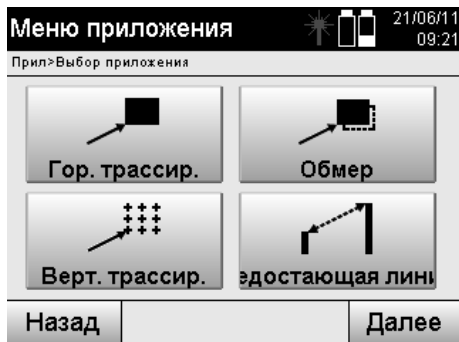 Меню приложения
21/06/11
09:21
Прил>Выбор приложения
Гор. трассир.
Обмер
Верт. трассир.
едостающая лини
Назад
Далее